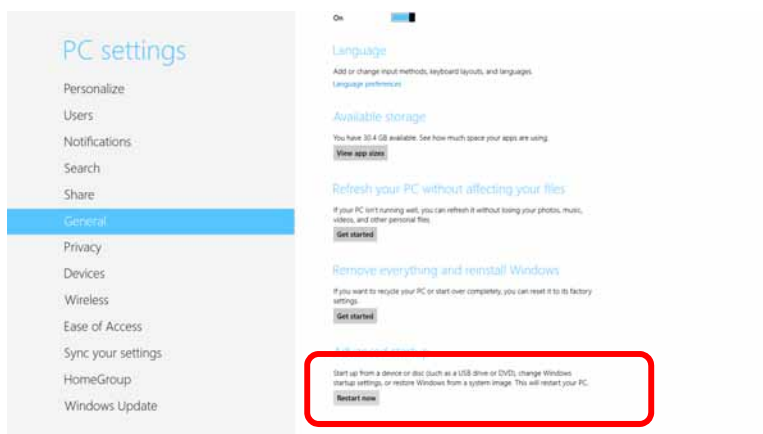 PC settings
Personalize
Users
Notifications
Search
Share
General
Privacy
Devices
Wireless
Ease of Access
Sync your settings
HomeGroup
Windows Update
On
Language
Add or change input methods, keyboard layouts, and languages.
Language preferences
Available storage
You have 30.4 GB available. See how much space your apps are using.
View app sizes
Refresh your PC without affecting your files
If your PC isn't running well, you can refresh it without losing your photos, music,
videos, and other personal files.
Get started
Remove everything and reinstall Windows
If you want to recycle your PC or start over completely, you can reset it to its factory
settings.
Get started
Advanced startup
Start up from a device or disc (such as a USB drive or DVD), change Windows
startup settings, or restore Windows from a system image. This will restart your PC.
Restart now